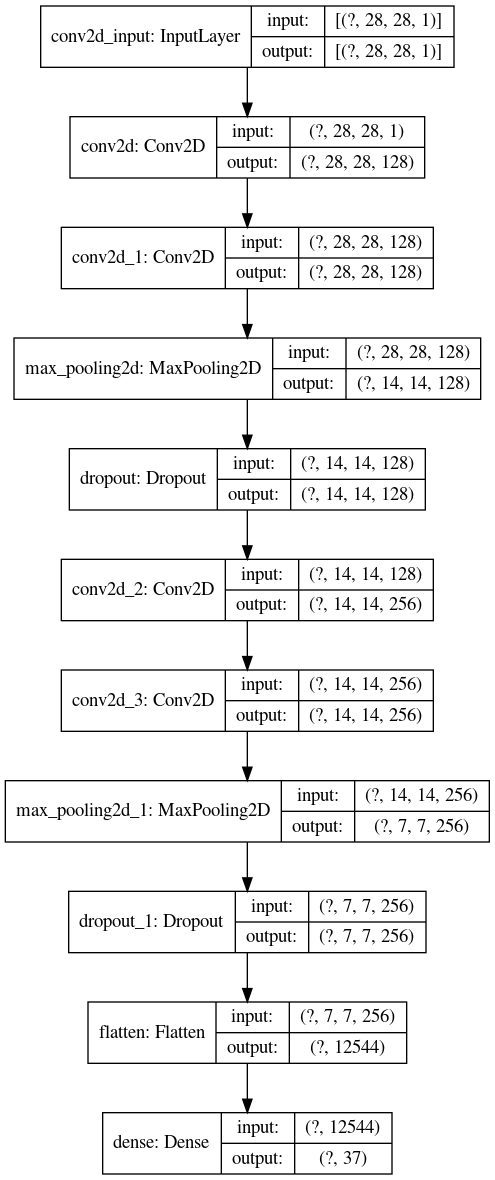 conv2d_input: InputLayer
input: [(?, 28, 28, 1)]
output: [(?, 28, 28, 1)]
conv2d: Conv2D
input: (?, 28, 28, 1)
output: (?, 28, 28, 128)
conv2d_1: Conv2D
input: (?, 28, 28, 128)
output: (?, 28, 28, 128)
max_pooling2d: MaxPooling2D
input: (?, 28, 28, 128)
output: (?, 14, 14, 128)
dropout: Dropout
input: (?, 14, 14, 128)
output: (?, 14, 14, 128)
conv2d_2: Conv2D
input: (?, 14, 14, 128)
output: (?, 14, 14, 256)
conv2d_3: Conv2D
input: (?, 14, 14, 256)
output: (?, 14, 14, 256)
max_pooling2d_1: MaxPooling2D
input: (?, 14, 14, 256)
output: (?, 7, 7, 256)
dropout_1: Dropout
input: (?, 7, 7, 256)
output: (?, 7, 7, 256)
flatten: Flatten
input: (?, 7, 7, 256)
output: (?, 12544)
dense: Dense
input: (?, 12544)
output: (?, 37)